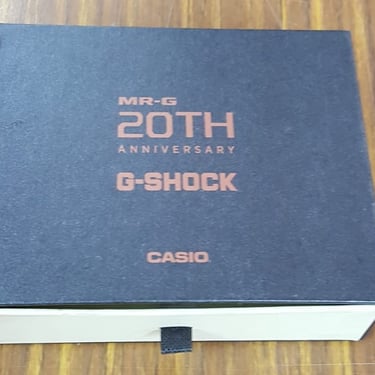 MR-G
20TH
ANNIVERSARY
G-SHOCK
CASIO